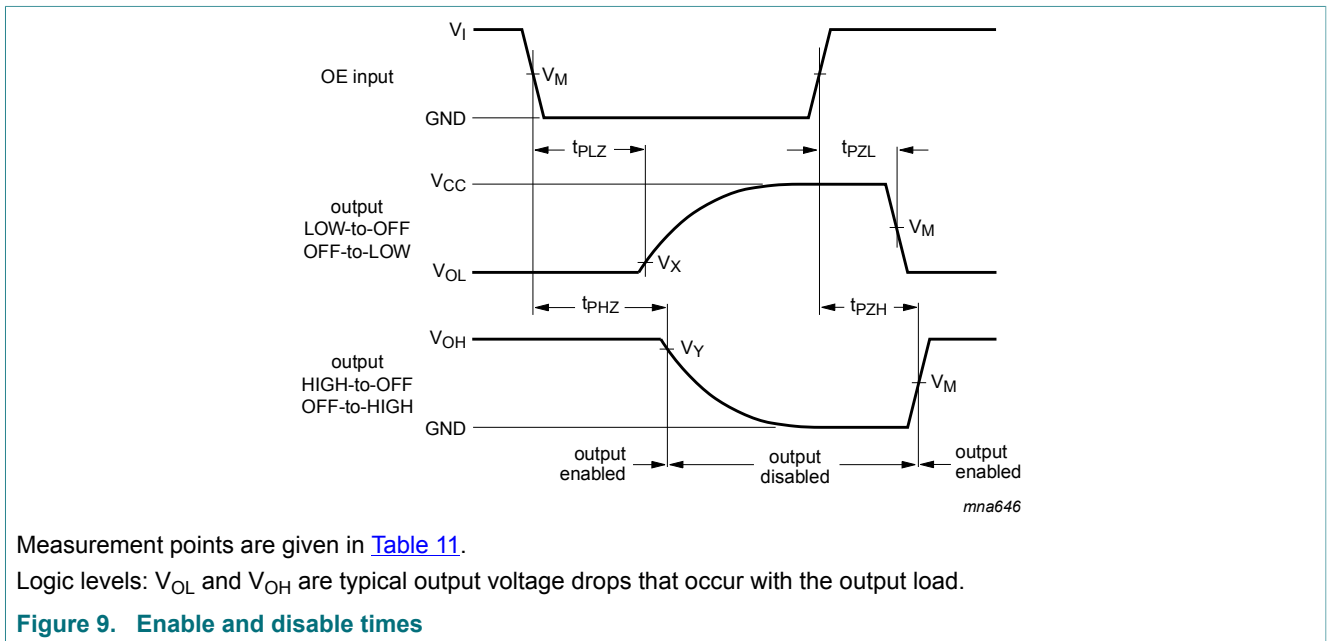 V_I
OE input
V_M
GND
t_PLZ
t_PZL
V_CC
output
LOW-to-OFF
OFF-to-LOW
V_M
V_X
V_OL
t_PHZ
t_PZH
V_OH
V_Y
output
HIGH-to-OFF
OFF-to-HIGH
V_M
GND
output
enabled
output
disabled
output
enabled
mna646
Measurement points are given in Table 11.
Logic levels: V_OL and V_OH are typical output voltage drops that occur with the output load.
Figure 9. Enable and disable times